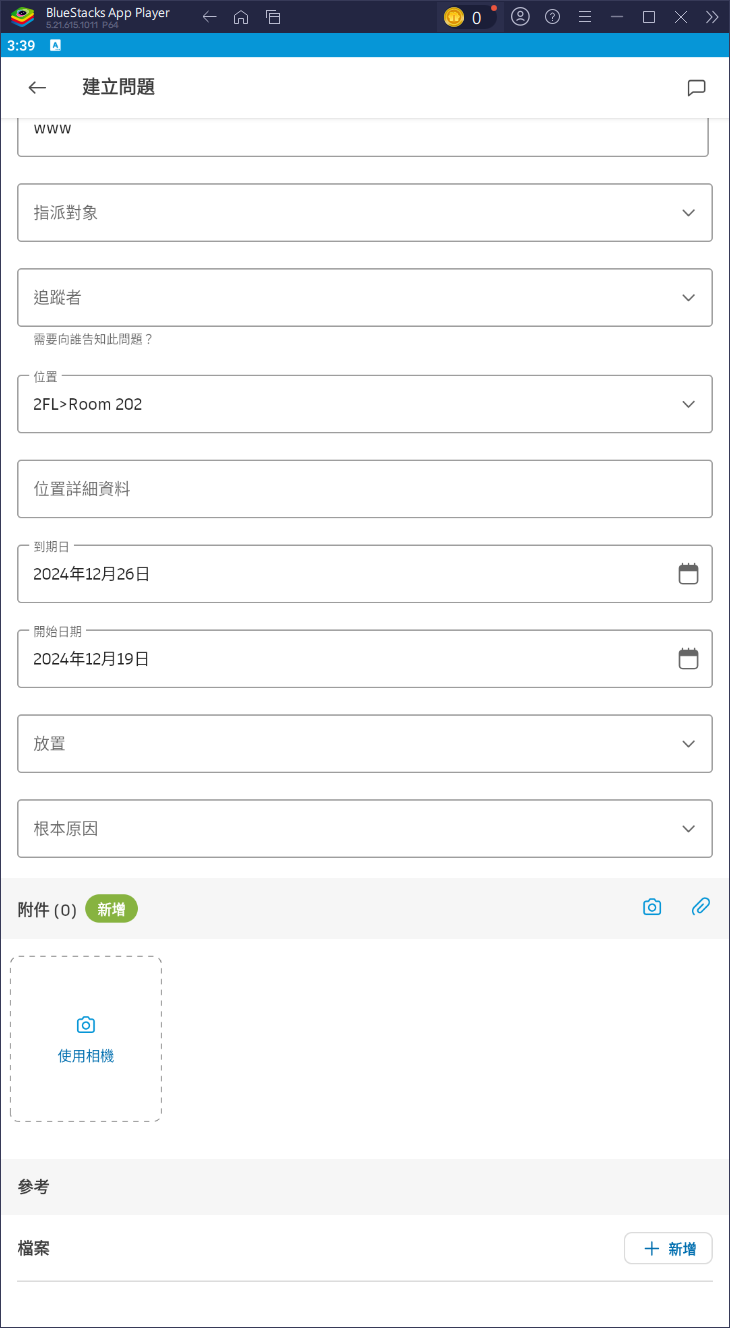 BlueStacks App Player
5.21.615.1011 P64
0
3:39
A
建立問題
www
指派對象
追蹤者
需要向誰告知此問題？
位置
2FL>Room 202
位置詳細資料
到期日
2024年12月26日
開始日期
2024年12月19日
放置
根本原因
附件 (0) 新增
使用相機
參考
檔案
新增